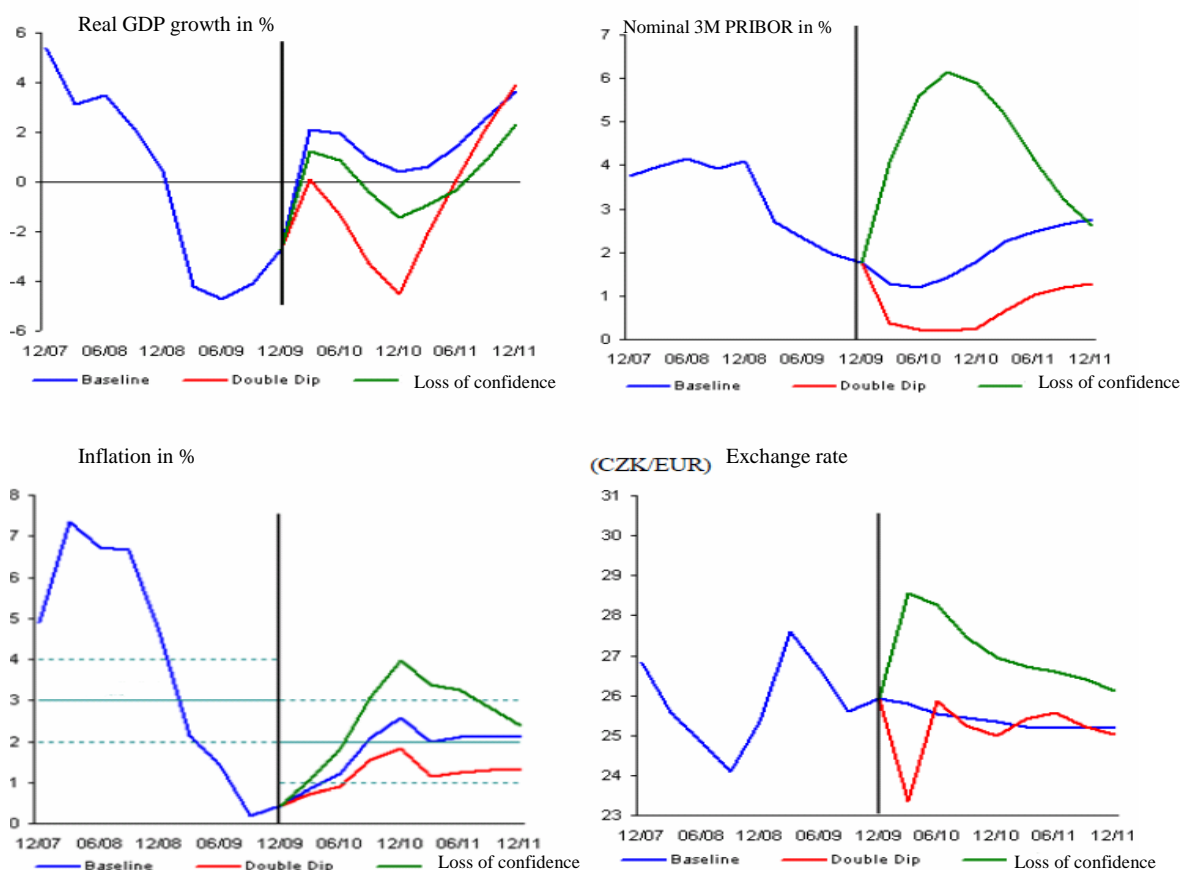 Real GDP growth in %
6
4
2
0
-2
-4
-6
12/07 06/08 12/08 06/09 12/09 06/10 12/10 06/11 12/11
Baseline Double Dip Loss of confidence
Nominal 3M PRIBOR in %
7
6
5
4
3
2
1
0
12/07 06/08 12/08 06/09 12/09 06/10 12/10 06/11 12/11
Baseline Double Dip Loss of confidence
Inflation in %
8
7
6
5
4
3
2
1
0
12/07 06/08 12/08 06/09 12/09 06/10 12/10 06/11 12/11
Baseline Double Dip Loss of confidence
(CZK/EUR) Exchange rate
31
30
29
28
27
26
25
24
23
12/07 06/08 12/08 06/09 12/09 06/10 12/10 06/11 12/11
Baseline Double Dip Loss of confidence